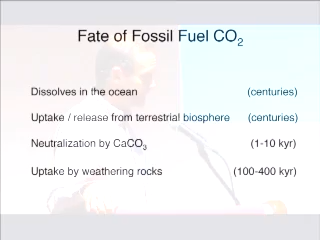 Fate of Fossil Fuel CO₂
Dissolves in the ocean (centuries)
Uptake / release from terrestrial biosphere (centuries)
Neutralization by CaCO₃ (1-10 kyr)
Uptake by weathering rocks (100-400 kyr)